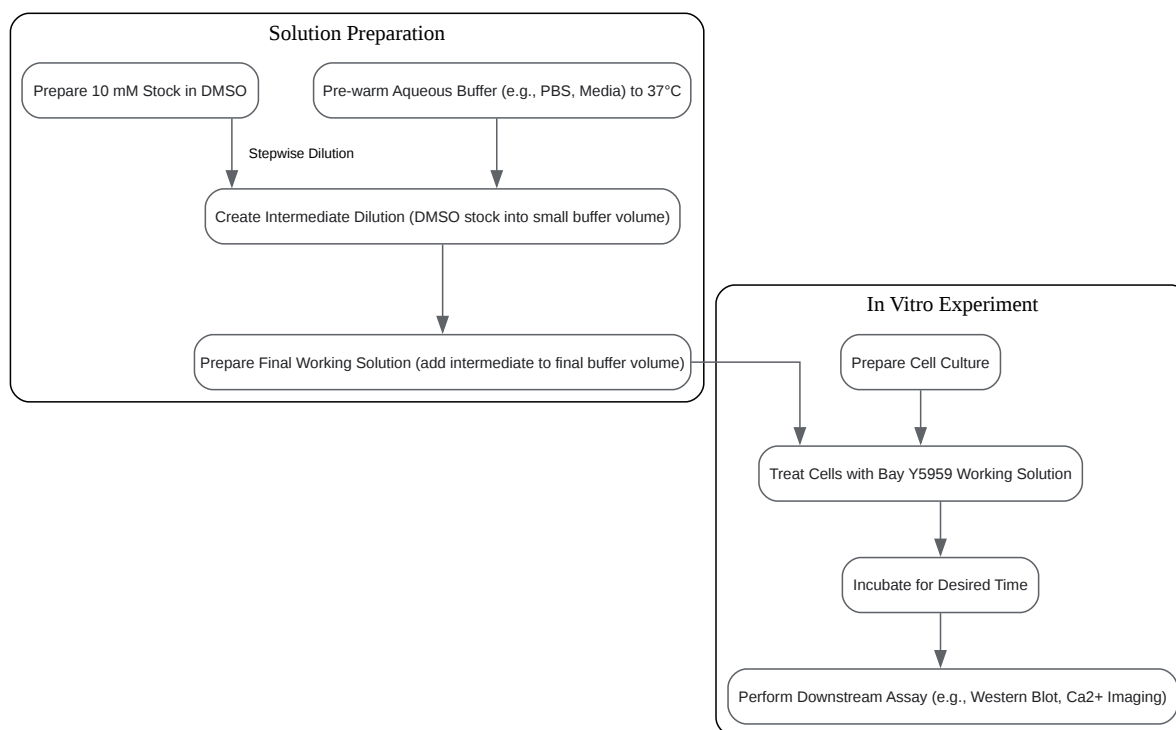 Solution Preparation
Prepare 10 mM Stock in DMSO
Pre-warm Aqueous Buffer (e.g., PBS, Media) to 37°C
Stepwise Dilution
Create Intermediate Dilution (DMSO stock into small buffer volume)
Prepare Final Working Solution (add intermediate to final buffer volume)
In Vitro Experiment
Prepare Cell Culture
Treat Cells with Bay Y5959 Working Solution
Incubate for Desired Time
Perform Downstream Assay (e.g., Western Blot, Ca2+ Imaging)